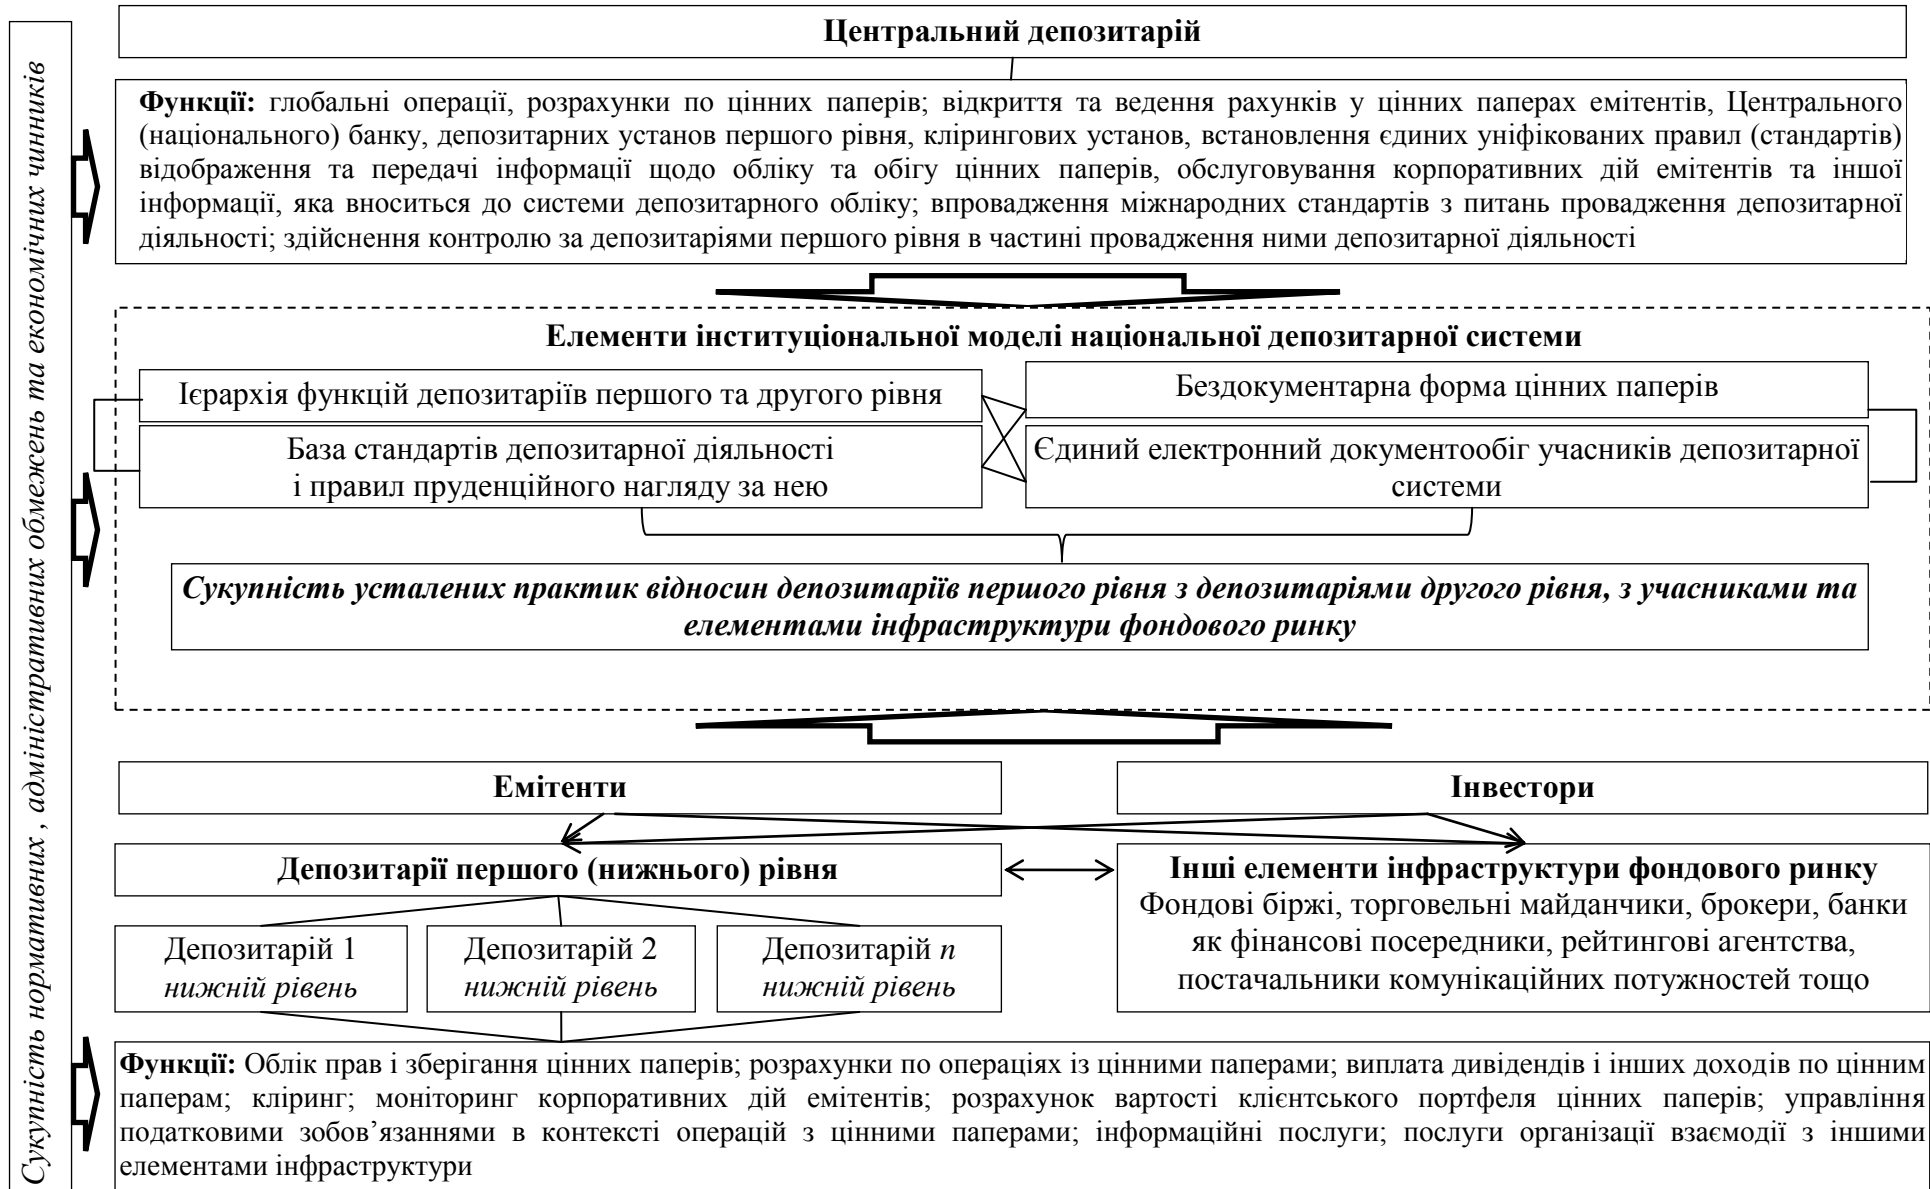 Сукупність нормативних , адміністративних обмежень та економічних чинників
Центральний депозитарій
Функції: глобальні операції, розрахунки по цінних паперів; відкриття та ведення рахунків у цінних паперах емітентів, Центрального
(національного) банку, депозитарних установ першого рівня, клірингових установ, встановлення єдиних уніфікованих правил (стандартів)
відображення та передачі інформації щодо обліку та обігу цінних паперів, обслуговування корпоративних дій емітентів та іншої
інформації, яка вноситься до системи депозитарного обліку; впровадження міжнародних стандартів з питань провадження депозитарної
діяльності; здійснення контролю за депозитаріями першого рівня в частині провадження ними депозитарної діяльності
Елементи інституціональної моделі національної депозитарної системи
Ієрархія функцій депозитаріїв першого та другого рівня
База стандартів депозитарної діяльності
і правил пруденційного нагляду за нею
Бездокументарна форма цінних паперів
Єдиний електронний документообіг учасників депозитарної
системи
Сукупність усталених практик відносин депозитаріїв першого рівня з депозитаріями другого рівня, з учасниками та
елементами інфраструктури фондового ринку
Емітенти
Інвестори
Депозитарії першого (нижнього) рівня
Депозитарій 1
нижній рівень
Депозитарій 2
нижній рівень
Депозитарій n
нижній рівень
Інші елементи інфраструктури фондового ринку
Фондові біржі, торговельні майданчики, брокери, банки
як фінансові посередники, рейтингові агентства,
постачальники комунікаційних потужностей тощо
Функції: Облік прав і зберігання цінних паперів; розрахунки по операціях із цінними паперами; виплата дивідендів і інших доходів по цінним
паперам; кліринг; моніторинг корпоративних дій емітентів; розрахунок вартості клієнтського портфеля цінних паперів; управління
податковими зобов’язаннями в контексті операцій з цінними паперами; інформаційні послуги; послуги організації взаємодії з іншими
елементами інфраструктури